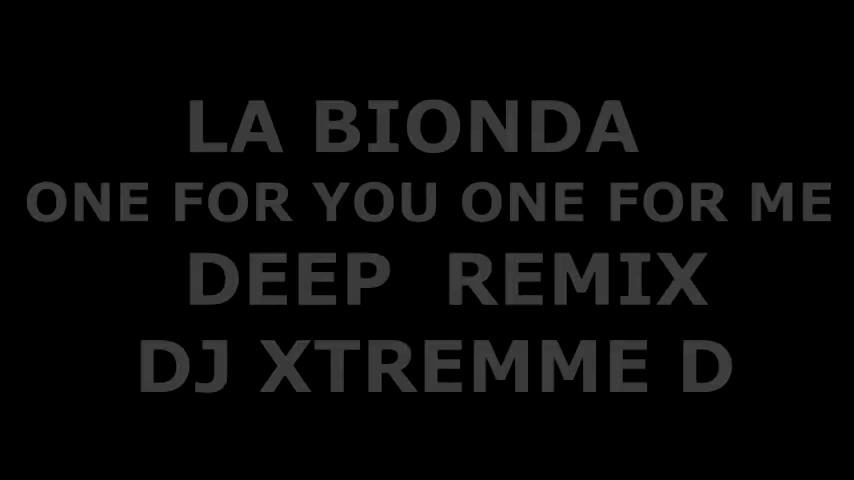 LA BIONDA
ONE FOR YOU ONE FOR ME
DEEP REMIX
DJ XTREMME D